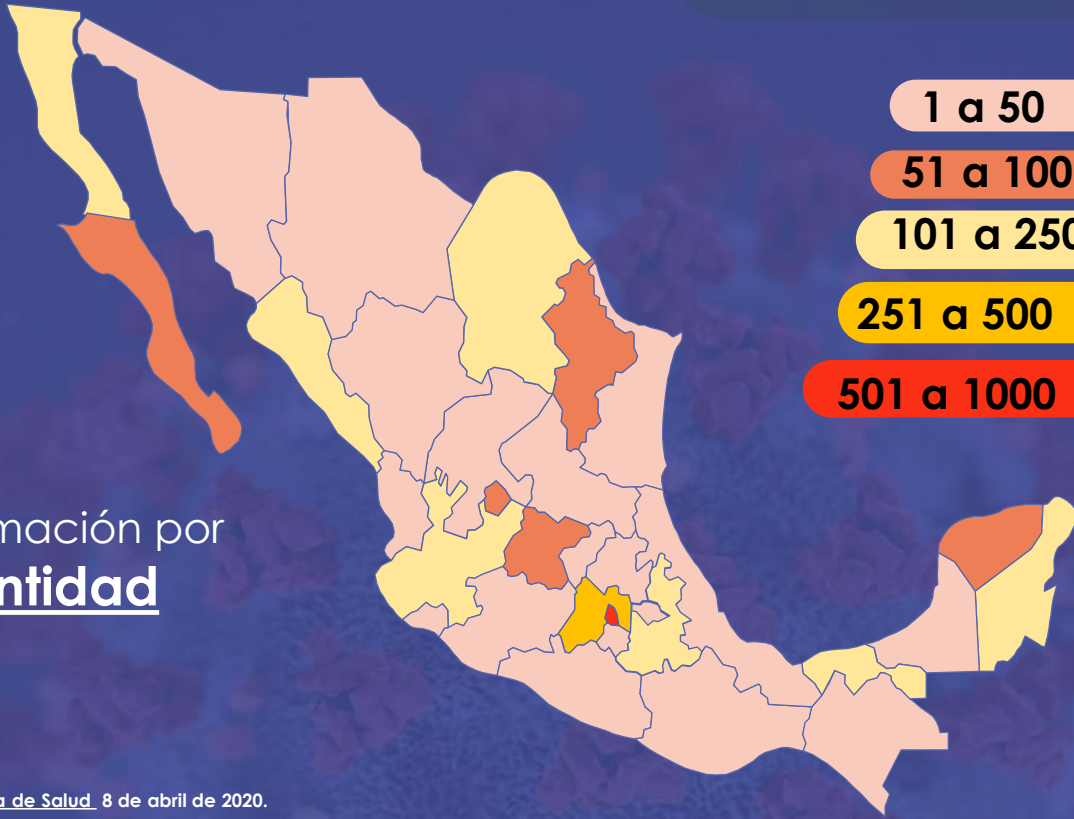 1 a 50
51 a 100
101 a 250
251 a 500
501 a 1000
mación por
ntidad
a de Salud 8 de abril de 2020.